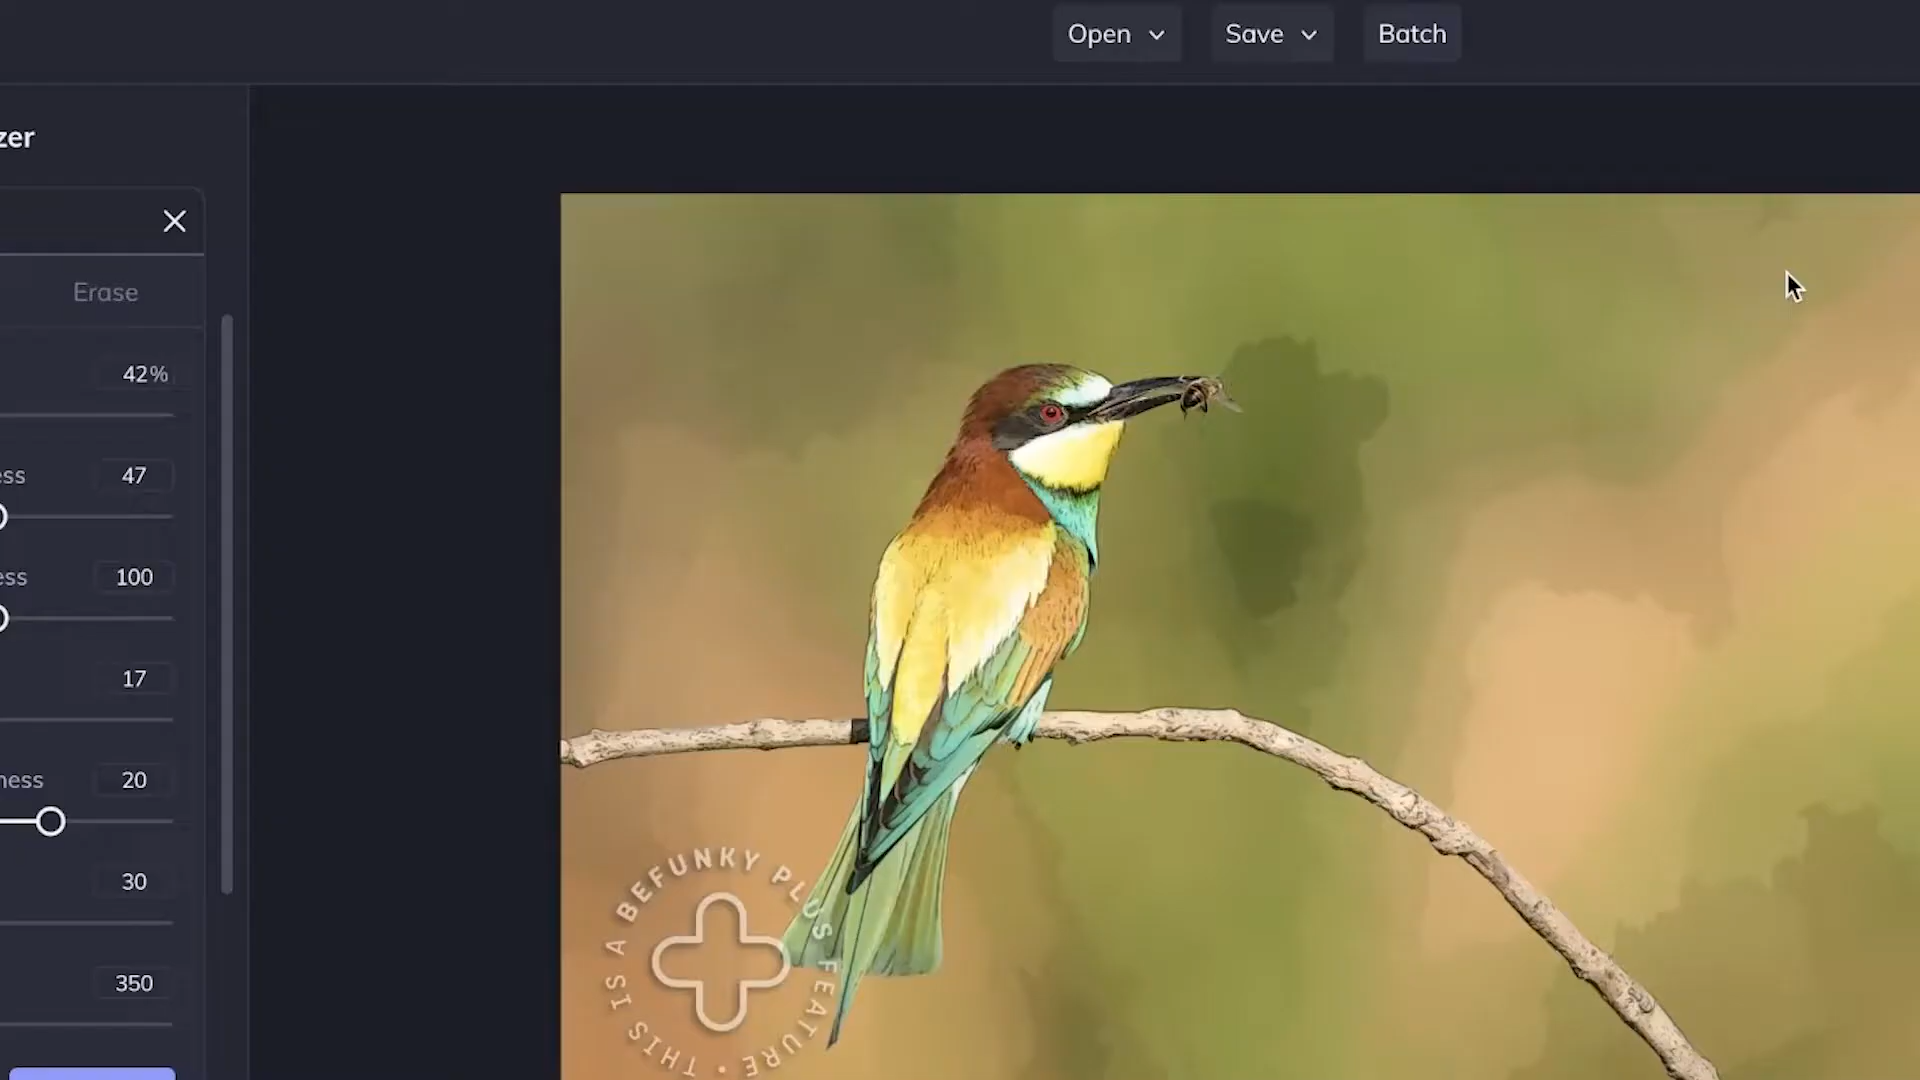 Open
Save
Batch
zer
Erase
42%
ess
47
ess
100
17
ness
20
30
350
THIS IS A BEFUNKY PLUS FEATURE •